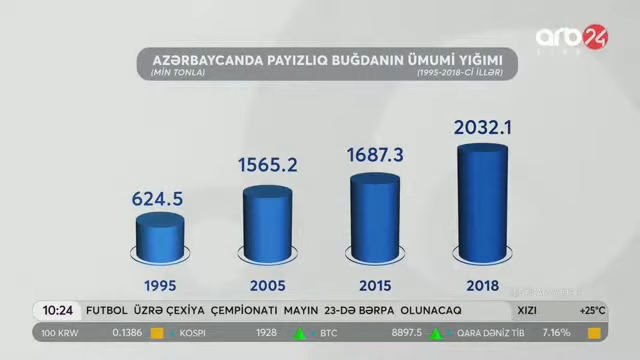 arb 24
AZƏRBAYCANDA PAYIZLIQ BUĞDANIN ÜMUMİ YIĞIMI
(MİN TONLA) (1995-2018-Cİ İLLƏR)
2032.1
1687.3
1565.2
624.5
1995 2005 2015 2018
10:24 FUTBOL ÜZRƏ ÇEXİYA ÇEMPİONATI MAYIN 23-DƏ BƏRPA OLUNACAQ XIZI +25°C
100 KRW 0.1386 KOSPI 1928 BTC 8897.5 QARA DƏNİZ TİB 7.16%